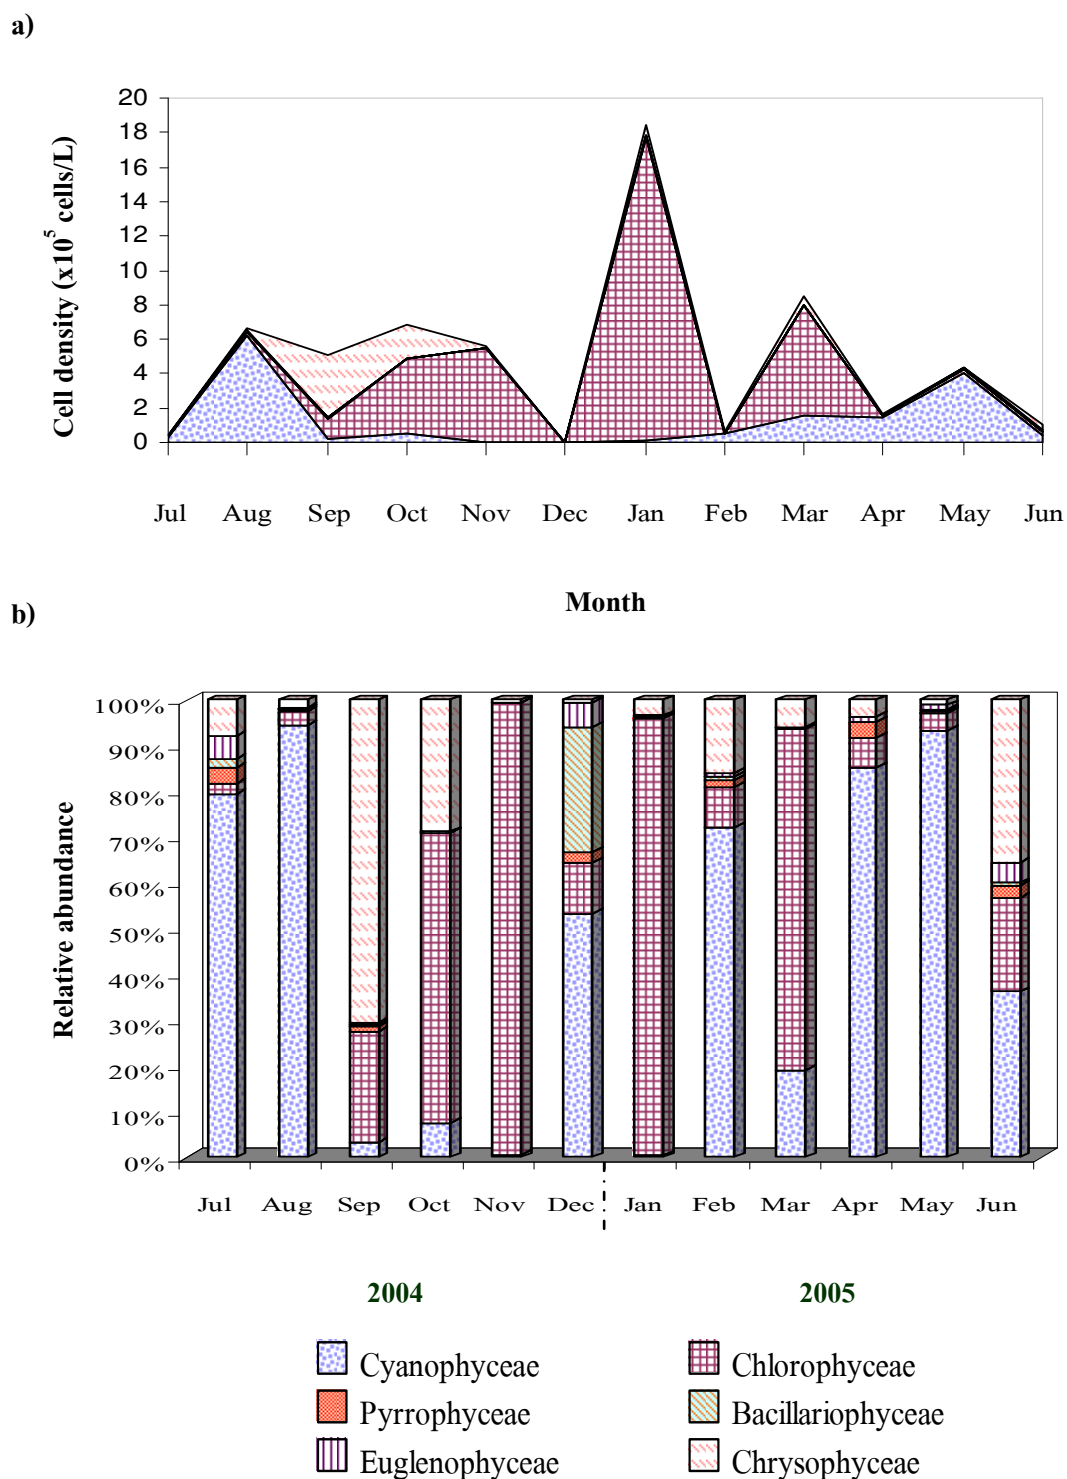 a)
Cell density (x10⁵ cells/L)
20
18
16
14
12
10
8
6
4
2
0
Jul Aug Sep Oct Nov Dec Jan Feb Mar Apr May Jun
Month
b)
Relative abundance
100%
90%
80%
70%
60%
50%
40%
30%
20%
10%
0%
Jul Aug Sep Oct Nov Dec Jan Feb Mar Apr May Jun
2004 2005
Cyanophyceae Chlorophyceae
Pyrrophyceae Bacillariophyceae
Euglenophyceae Chrysophyceae